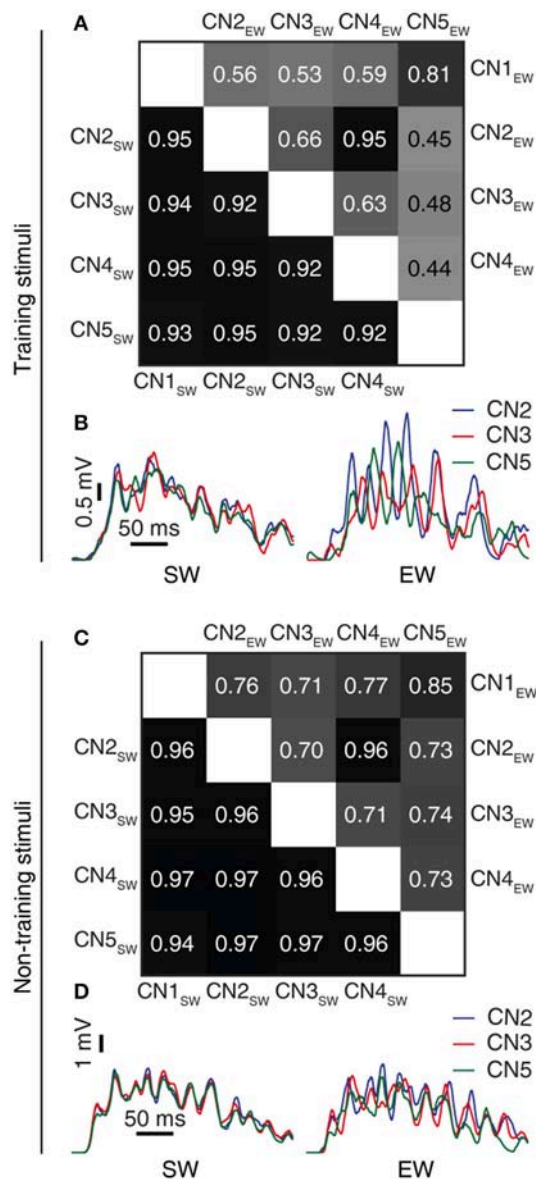 A
CN2EW CN3EW CN4EW CN5EW
0.56 0.53 0.59 0.81 CN1EW
CN2SW 0.95 0.66 0.95 0.45 CN2EW
CN3SW 0.94 0.92 0.63 0.48 CN3EW
CN4SW 0.95 0.95 0.92 0.44 CN4EW
CN5SW 0.93 0.95 0.92 0.92
CN1SW CN2SW CN3SW CN4SW
Training stimuli
B
CN2
CN3
CN5
0.5 mV
50 ms
SW EW
C
CN2EW CN3EW CN4EW CN5EW
0.76 0.71 0.77 0.85 CN1EW
CN2SW 0.96 0.70 0.96 0.73 CN2EW
CN3SW 0.95 0.96 0.71 0.74 CN3EW
CN4SW 0.97 0.97 0.96 0.73 CN4EW
CN5SW 0.94 0.97 0.97 0.96
CN1SW CN2SW CN3SW CN4SW
Non-training stimuli
D
CN2
CN3
CN5
1 mV
50 ms
SW EW